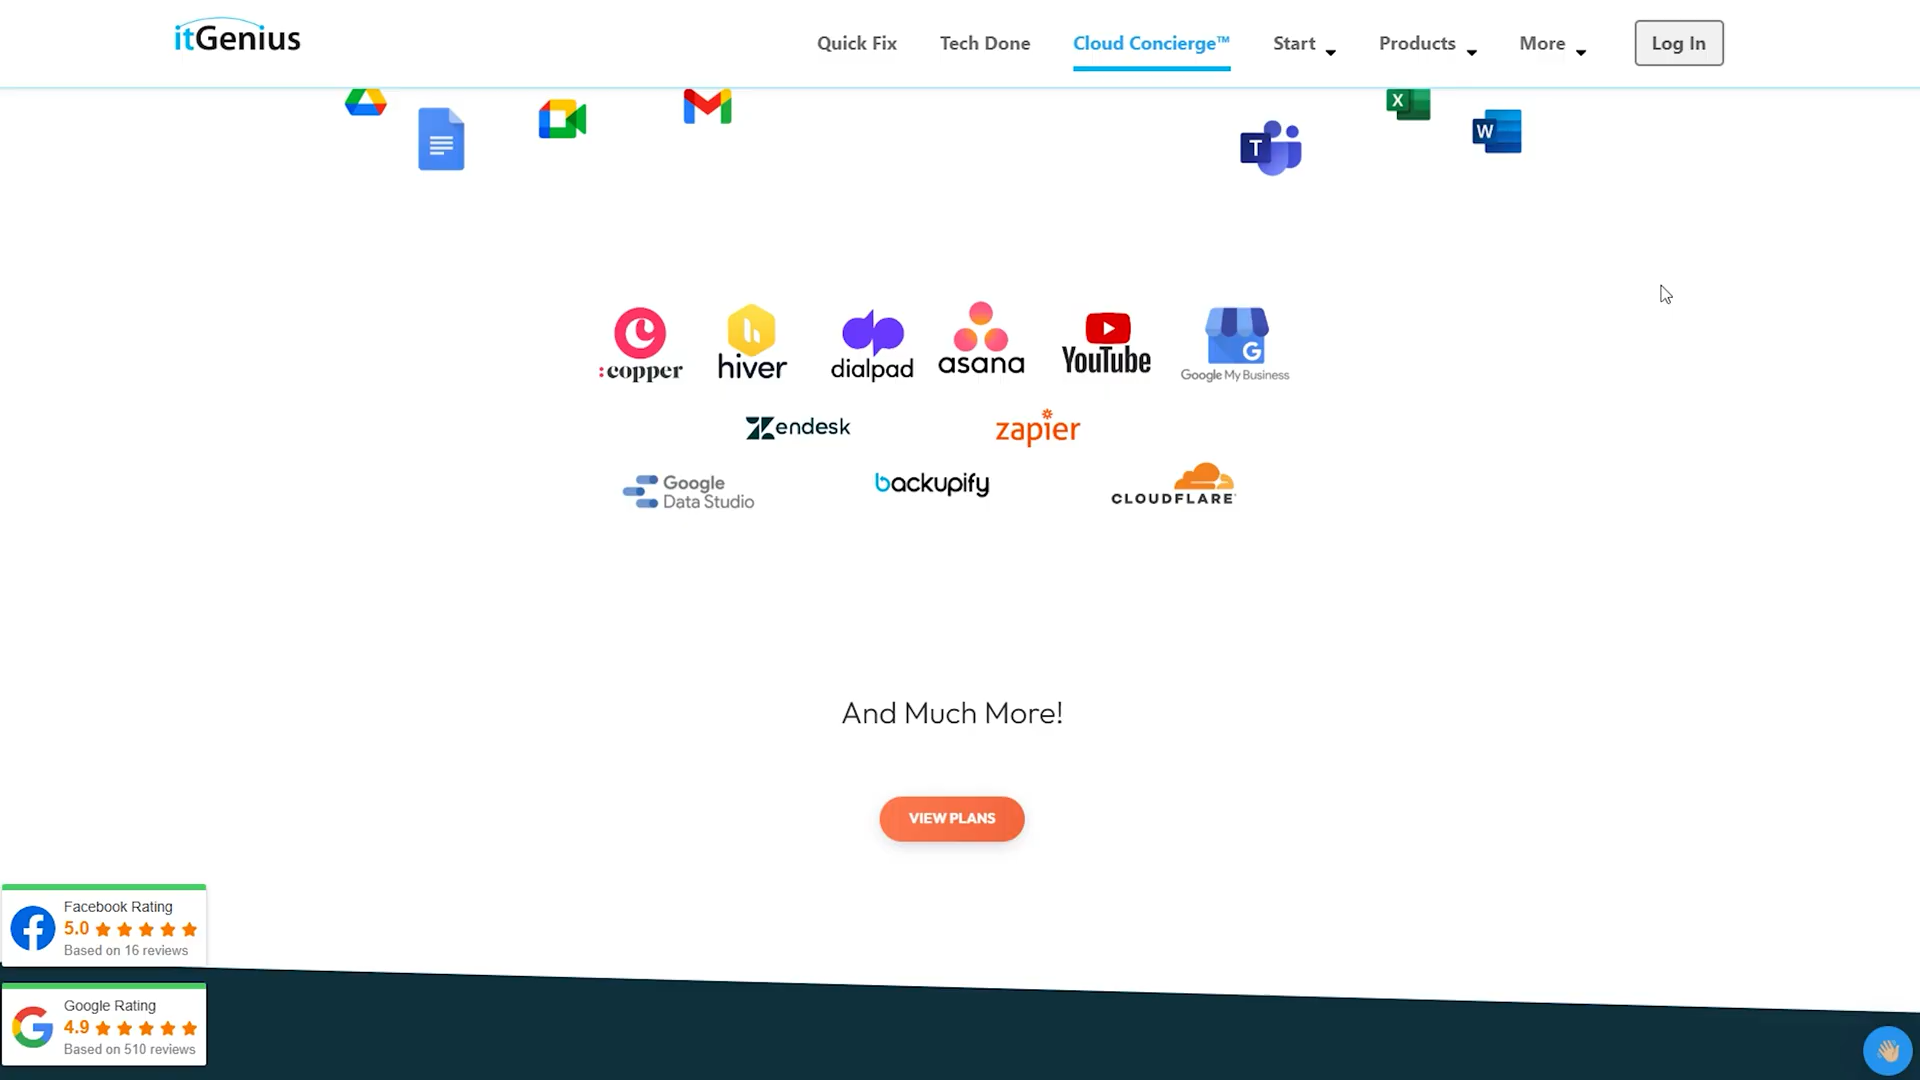 itGenius
Quick Fix
Tech Done
Cloud Concierge™
Start
Products
More
Log In
X
W
T
:copper
hiver
dialpad
asana
YouTube
Google My Business
zendesk
zapier
Google
Data Studio
backupify
CLOUDFLARE
And Much More!
VIEW PLANS
Facebook Rating
5.0
Based on 16 reviews
Google Rating
4.9
Based on 510 reviews